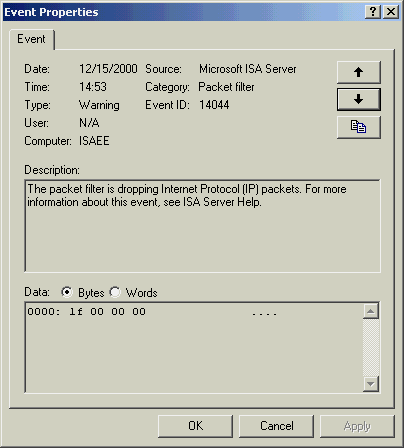 Event Properties
Event
Date: 12/15/2000 Source: Microsoft ISA Server
Time: 14:53 Category: Packet filter
Type: Warning Event ID: 14044
User: N/A
Computer: ISAEE
Description:
The packet filter is dropping Internet Protocol (IP) packets. For more
information about this event, see ISA Server Help.
Data: Bytes Words
0000: 1f 00 00 00 ....
OK Cancel Apply